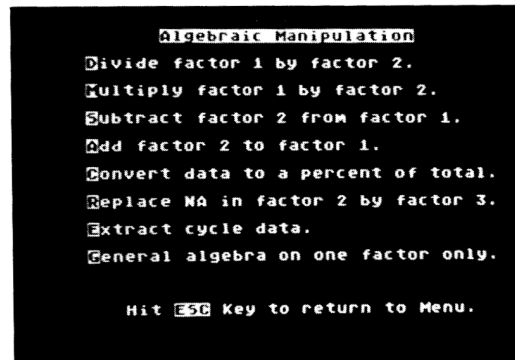 Algebraic Manipulation
Divide factor 1 by factor 2.
Multiply factor 1 by factor 2.
Subtract factor 2 from factor 1.
Add factor 2 to factor 1.
Convert data to a percent of total.
Replace NA in factor 2 by factor 3.
Extract cycle data.
General algebra on one factor only.
Hit ESC Key to return to Menu.